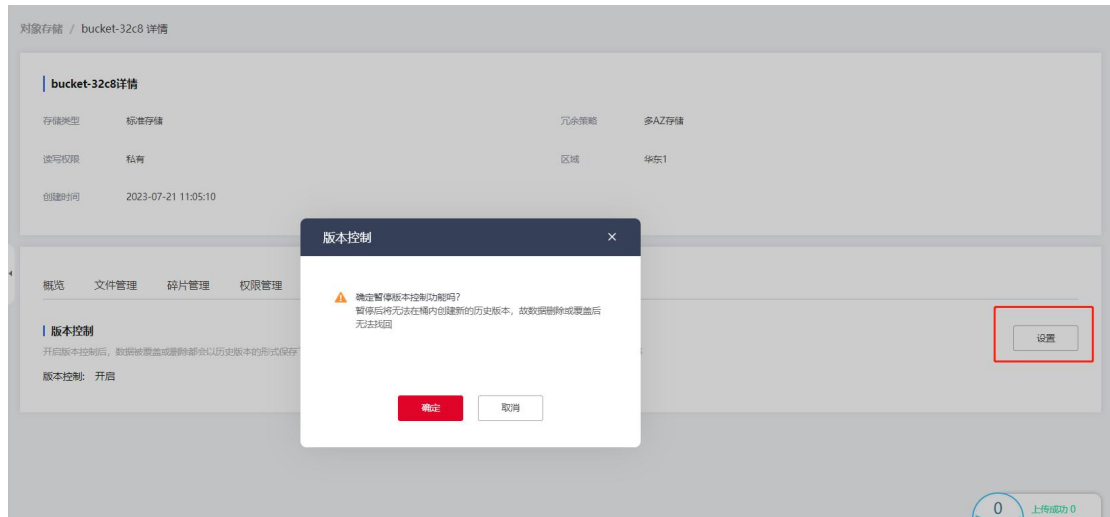 对象存储 / bucket-32c8 详情
bucket-32c8详情
存储类型 标准存储 冗余策略 多AZ存储
读写权限 私有 区域 华东1
创建时间 2023-07-21 11:05:10
版本控制 ×
概览 文件管理 碎片管理 权限管理
确定暂停版本控制功能吗?
暂停后将无法在桶内创建新的历史版本，故数据删除或覆盖后
无法找回
版本控制
设置
开启版本控制后，数据被覆盖或删除都会以历史版本的形式保存
版本控制: 开启
确定 取消
0 上传成功 0